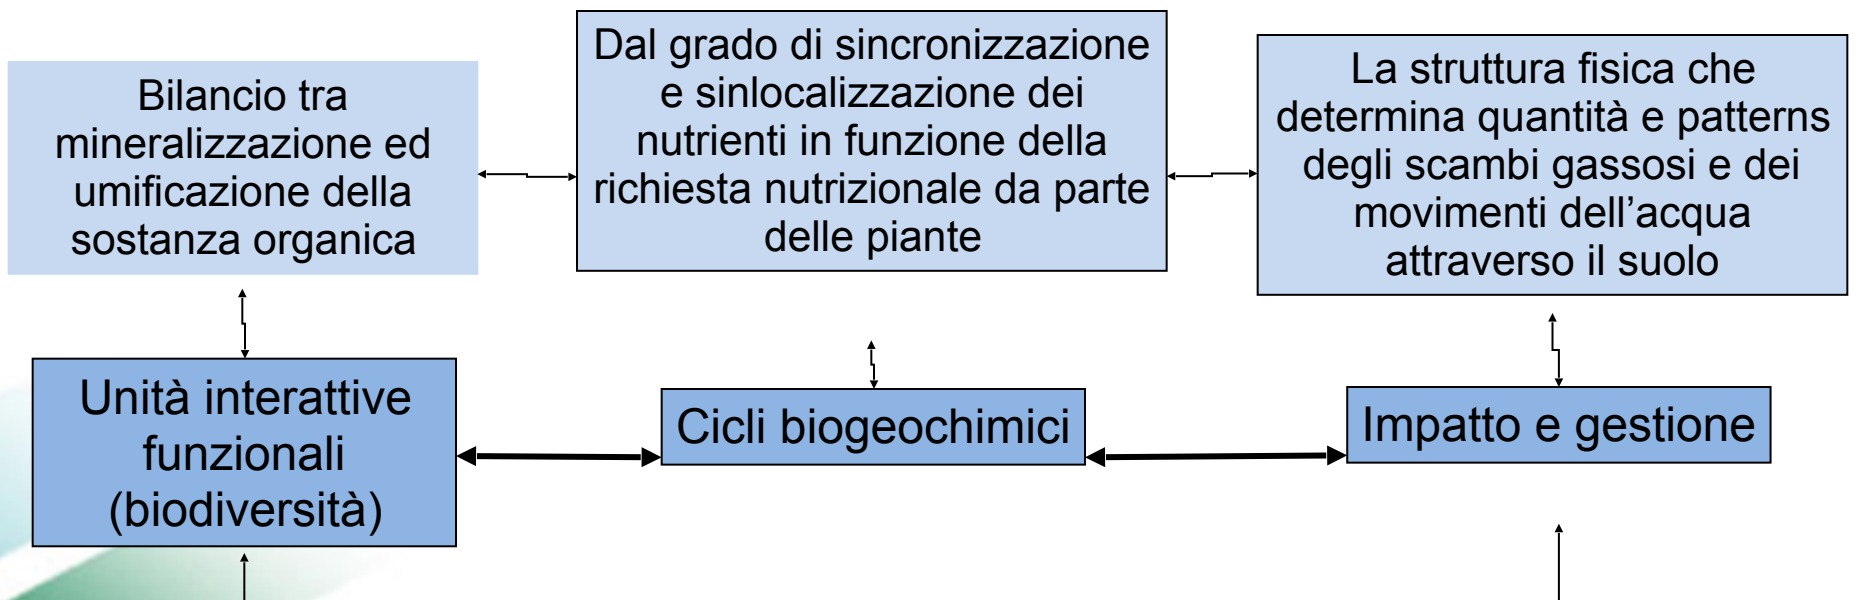 Bilancio tra
mineralizzazione ed
umificazione della
sostanza organica
Dal grado di sincronizzazione
e sinlocalizzazione dei
nutrienti in funzione della
richiesta nutrizionale da parte
delle piante
La struttura fisica che
determina quantità e patterns
degli scambi gassosi e dei
movimenti dell’acqua
attraverso il suolo
Unità interattive
funzionali
(biodiversità)
Cicli biogeochimici
Impatto e gestione